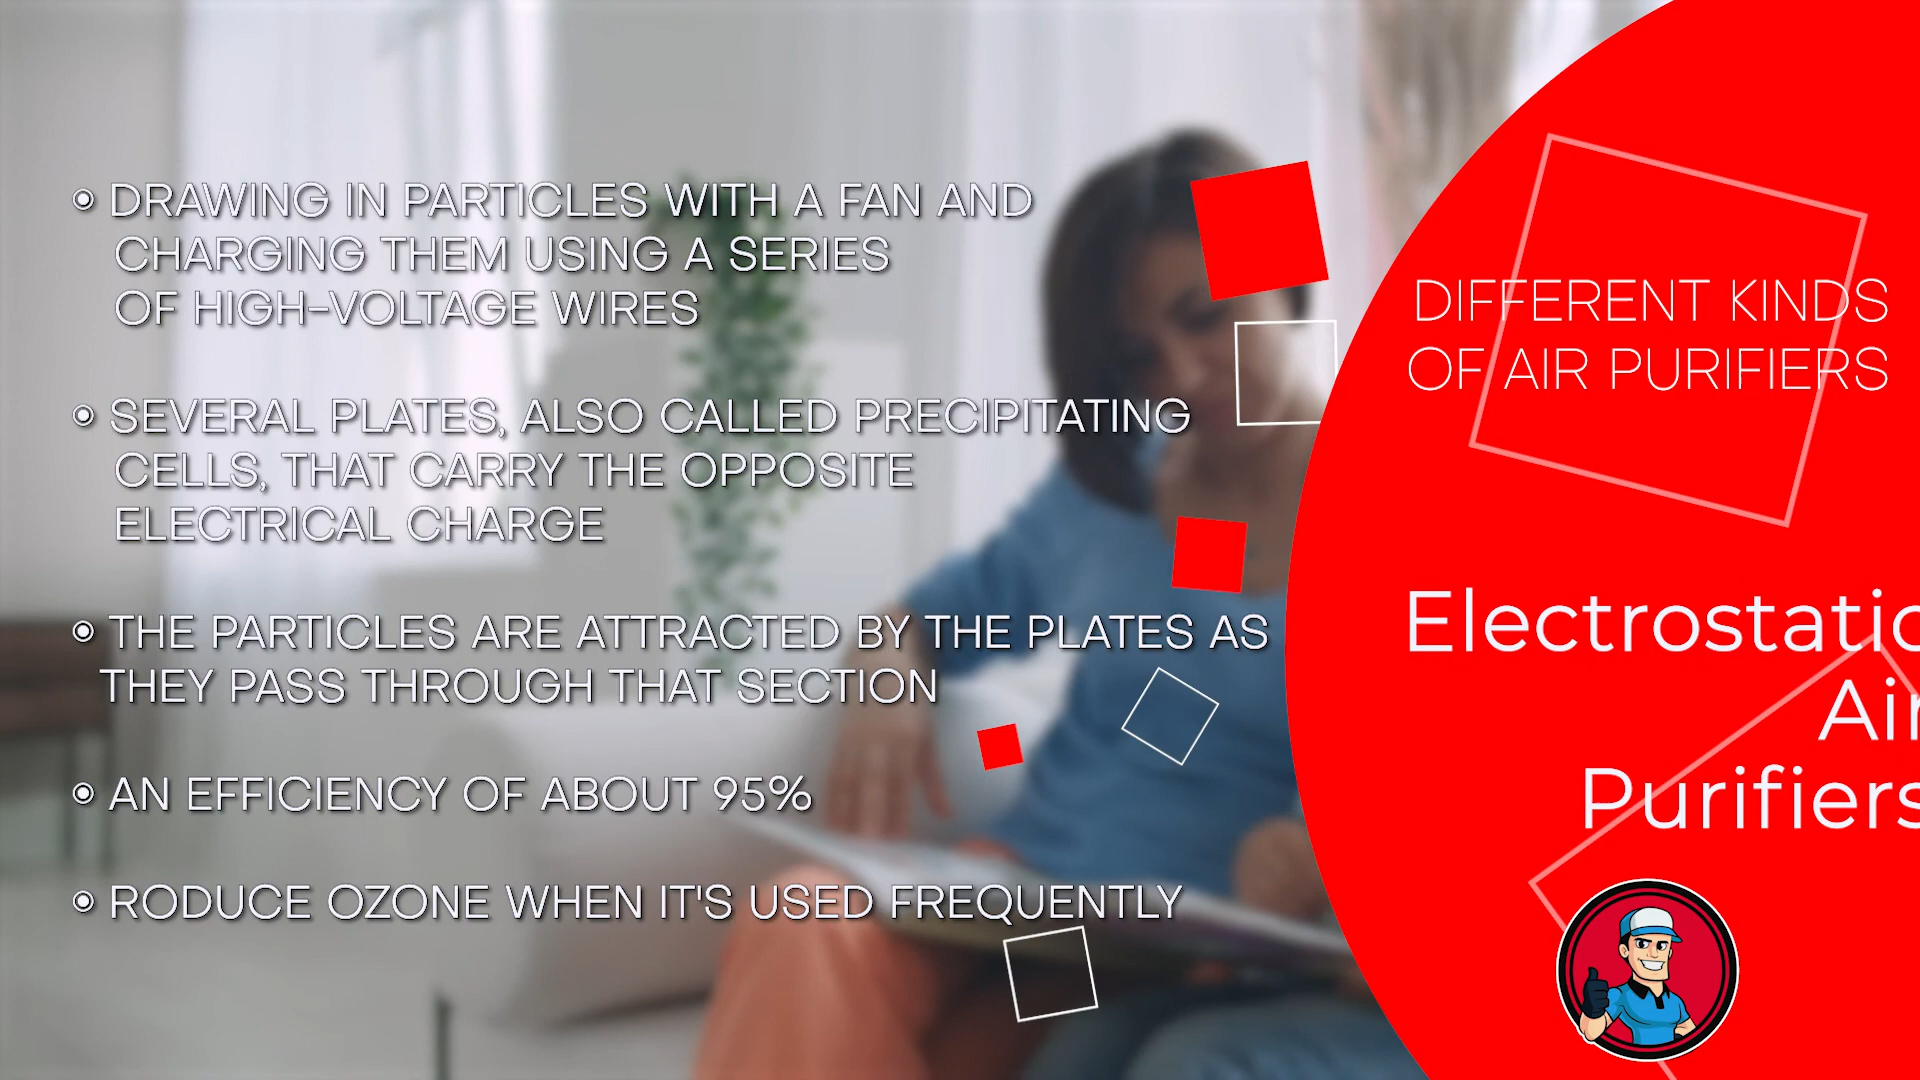 • DRAWING IN PARTICLES WITH A FAN AND
CHARGING THEM USING A SERIES
OF HIGH-VOLTAGE WIRES
• SEVERAL PLATES, ALSO CALLED PRECIPITATING
CELLS, THAT CARRY THE OPPOSITE
ELECTRICAL CHARGE
• THE PARTICLES ARE ATTRACTED BY THE PLATES AS
THEY PASS THROUGH THAT SECTION
• AN EFFICIENCY OF ABOUT 95%
• RODUCE OZONE WHEN IT'S USED FREQUENTLY
DIFFERENT KINDS
OF AIR PURIFIERS
Electrostatic
Air
Purifiers